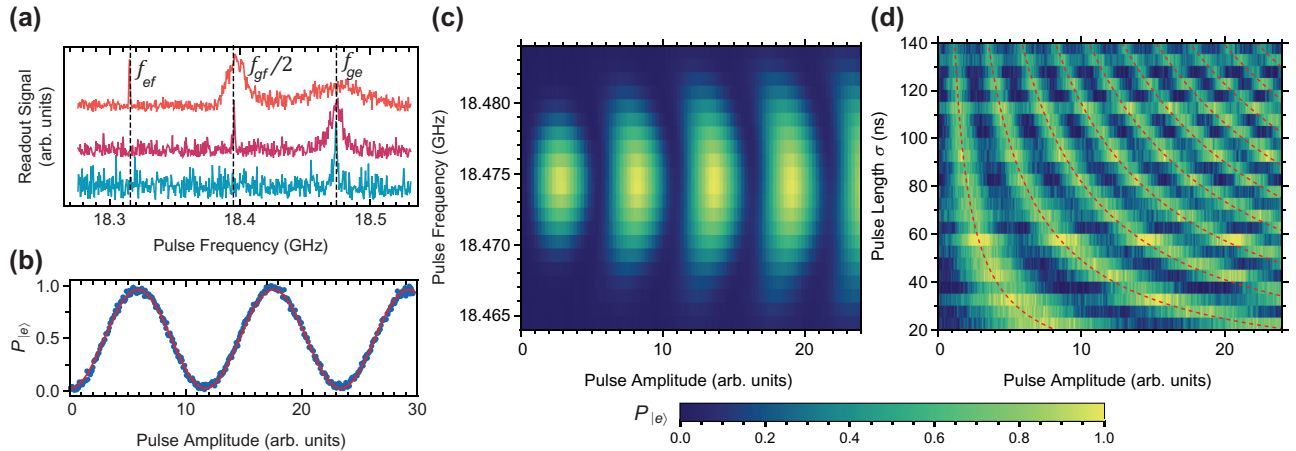 (a)
Readout Signal
(arb. units)
f_ef
f_gf/2
f_ge
18.3
18.4
18.5
Pulse Frequency (GHz)
(b)
P_|e⟩
1.0
0.5
0.0
0
10
20
30
Pulse Amplitude (arb. units)
(c)
Pulse Frequency (GHz)
18.480
18.475
18.470
18.465
0
10
20
Pulse Amplitude (arb. units)
(d)
Pulse Length σ (ns)
140
120
100
80
60
40
20
0
10
20
Pulse Amplitude (arb. units)
P_|e⟩
0.0 0.2 0.4 0.6 0.8 1.0